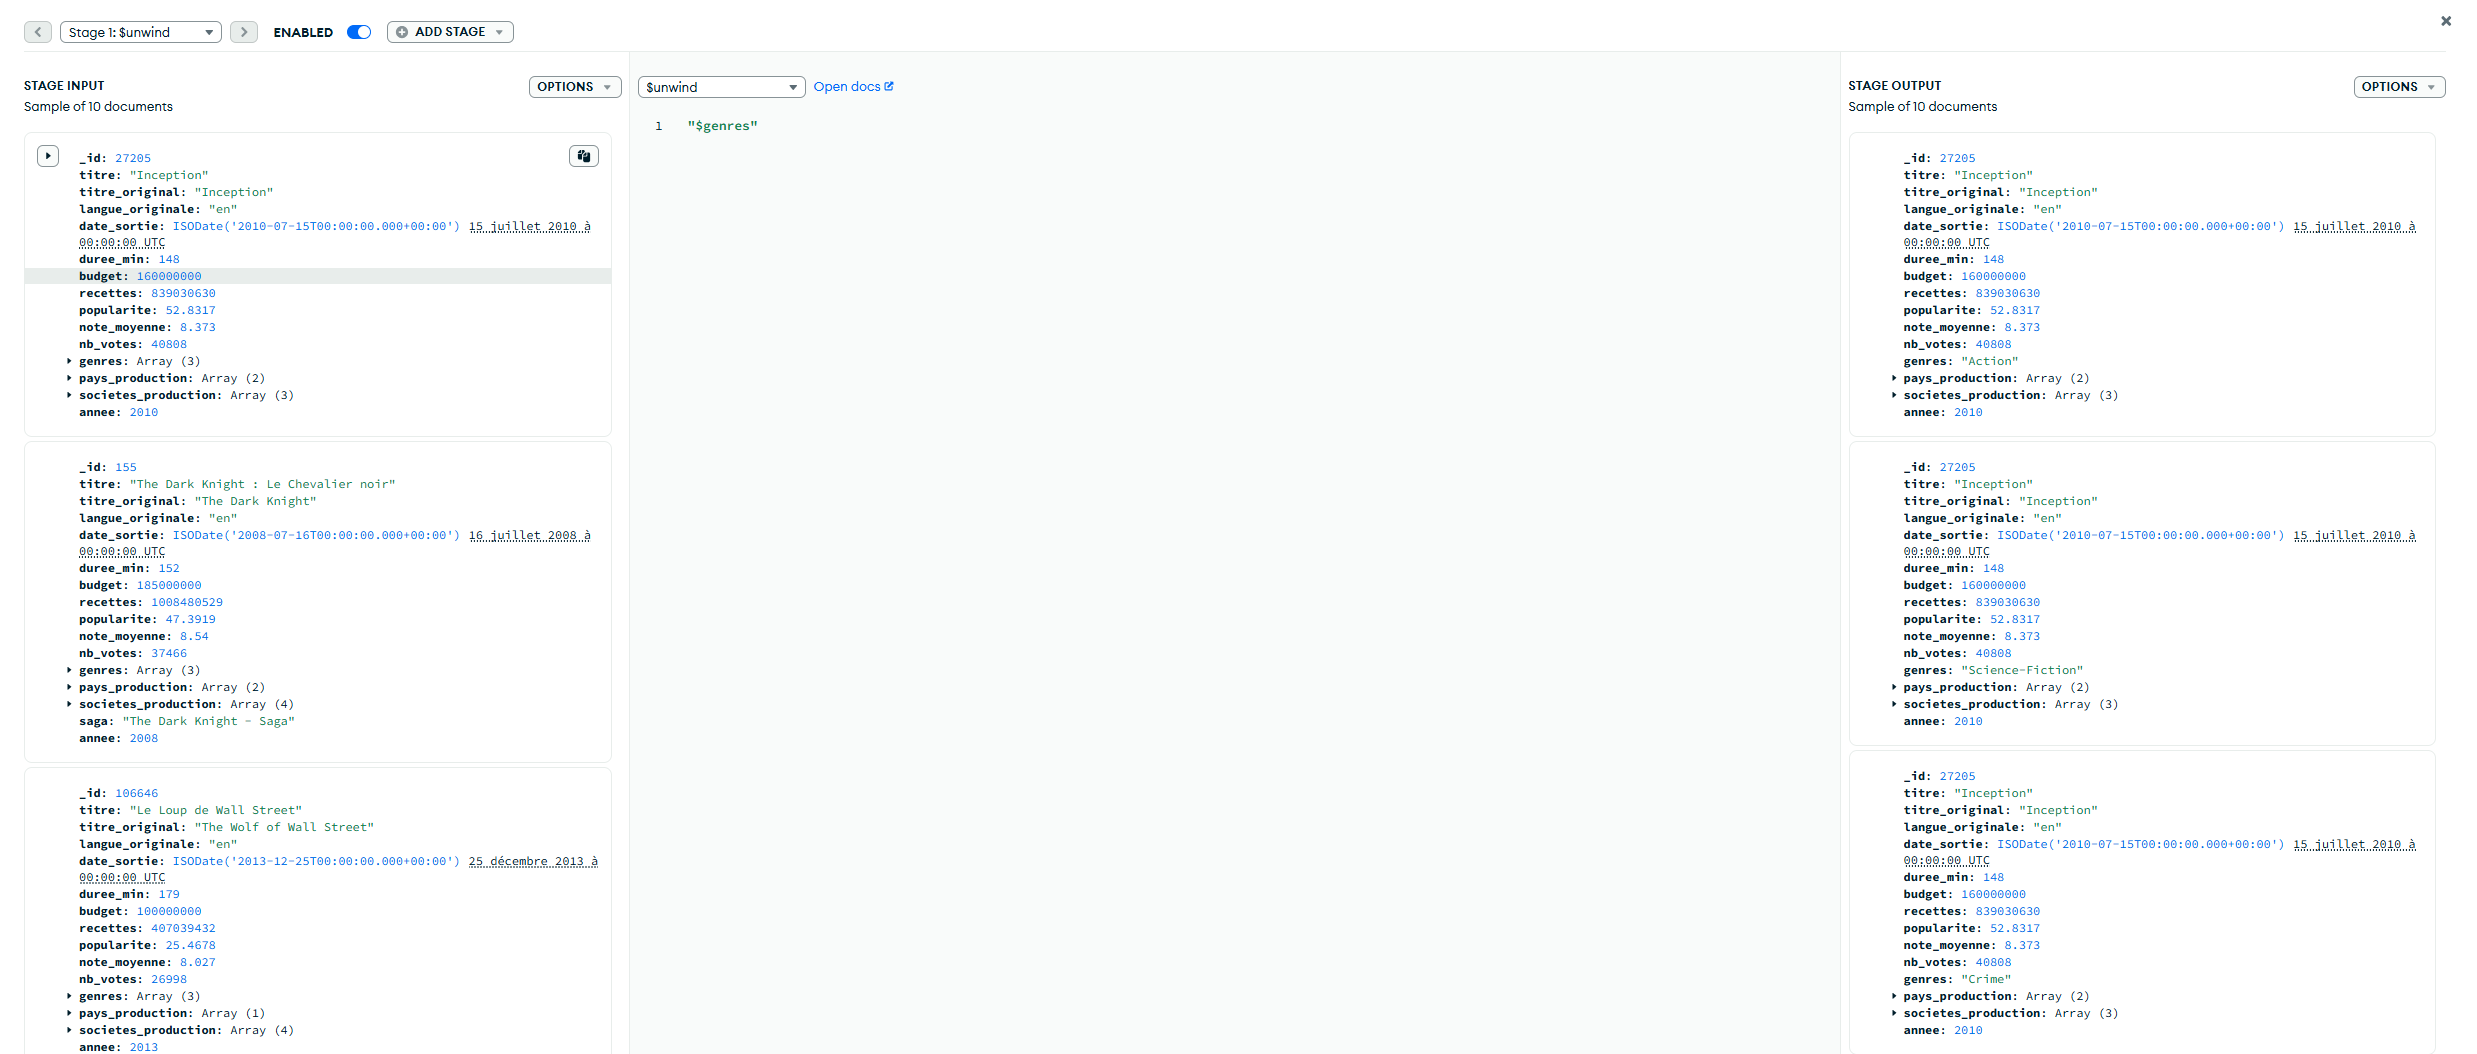 Stage 1: $unwind
ENABLED
ADD STAGE
STAGE INPUT
OPTIONS
Sample of 10 documents
_id: 27205
titre: "Inception"
titre_original: "Inception"
langue_originale: "en"
date_sortie: ISODate('2010-07-15T00:00:00.000+00:00') 15 juillet 2010 à
00:00:00 UTC
duree_min: 148
budget: 160000000
recettes: 839030630
popularite: 52.8317
note_moyenne: 8.373
nb_votes: 40808
genres: Array (3)
pays_production: Array (2)
societes_production: Array (3)
annee: 2010
_id: 155
titre: "The Dark Knight : Le Chevalier noir"
titre_original: "The Dark Knight"
langue_originale: "en"
date_sortie: ISODate('2008-07-16T00:00:00.000+00:00') 16 juillet 2008 à
00:00:00 UTC
duree_min: 152
budget: 185000000
recettes: 1008480529
popularite: 47.3919
note_moyenne: 8.54
nb_votes: 37466
genres: Array (3)
pays_production: Array (2)
societes_production: Array (4)
saga: "The Dark Knight - Saga"
annee: 2008
_id: 106646
titre: "Le Loup de Wall Street"
titre_original: "The Wolf of Wall Street"
langue_originale: "en"
date_sortie: ISODate('2013-12-25T00:00:00.000+00:00') 25 décembre 2013 à
00:00:00 UTC
duree_min: 179
budget: 100000000
recettes: 407039432
popularite: 25.4678
note_moyenne: 8.027
nb_votes: 26998
genres: Array (3)
pays_production: Array (1)
societes_production: Array (4)
annee: 2013
$unwind
Open docs
1 "$genres"
STAGE OUTPUT
OPTIONS
Sample of 10 documents
_id: 27205
titre: "Inception"
titre_original: "Inception"
langue_originale: "en"
date_sortie: ISODate('2010-07-15T00:00:00.000+00:00') 15 juillet 2010 à
00:00:00 UTC
duree_min: 148
budget: 160000000
recettes: 839030630
popularite: 52.8317
note_moyenne: 8.373
nb_votes: 40808
genres: "Action"
pays_production: Array (2)
societes_production: Array (3)
annee: 2010
_id: 27205
titre: "Inception"
titre_original: "Inception"
langue_originale: "en"
date_sortie: ISODate('2010-07-15T00:00:00.000+00:00') 15 juillet 2010 à
00:00:00 UTC
duree_min: 148
budget: 160000000
recettes: 839030630
popularite: 52.8317
note_moyenne: 8.373
nb_votes: 40808
genres: "Science-Fiction"
pays_production: Array (2)
societes_production: Array (3)
annee: 2010
_id: 27205
titre: "Inception"
titre_original: "Inception"
langue_originale: "en"
date_sortie: ISODate('2010-07-15T00:00:00.000+00:00') 15 juillet 2010 à
00:00:00 UTC
duree_min: 148
budget: 160000000
recettes: 839030630
popularite: 52.8317
note_moyenne: 8.373
nb_votes: 40808
genres: "Crime"
pays_production: Array (2)
societes_production: Array (3)
annee: 2010